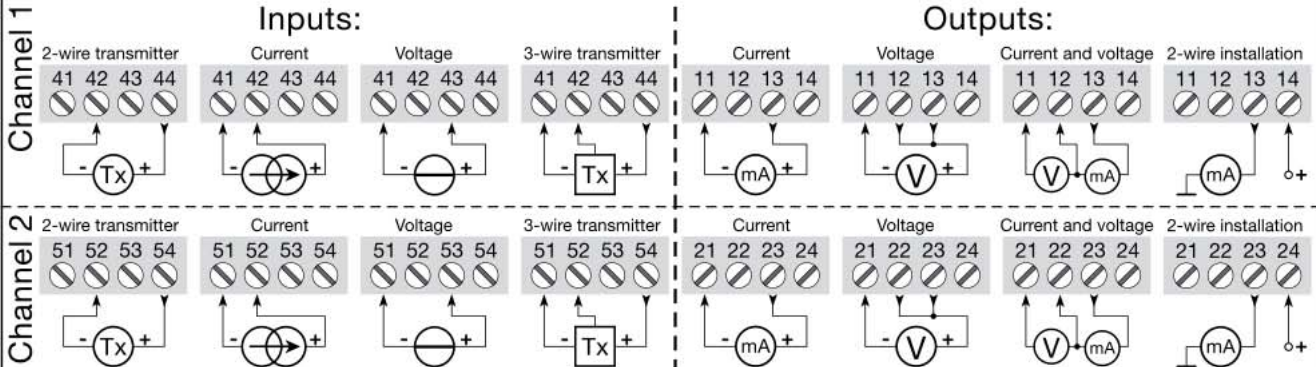 Channel 1
Inputs: Outputs:
2-wire transmitter Current Voltage 3-wire transmitter Current Voltage Current and voltage 2-wire installation
41 42 43 44 41 42 43 44 41 42 43 44 41 42 43 44 11 12 13 14 11 12 13 14 11 12 13 14 11 12 13 14
- Tx + - + - + - Tx + - mA + - V + V mA mA +
Channel 2
2-wire transmitter Current Voltage 3-wire transmitter Current Voltage Current and voltage 2-wire installation
51 52 53 54 51 52 53 54 51 52 53 54 51 52 53 54 21 22 23 24 21 22 23 24 21 22 23 24 21 22 23 24
- Tx + - + - + - Tx + - mA + - V + V mA mA +